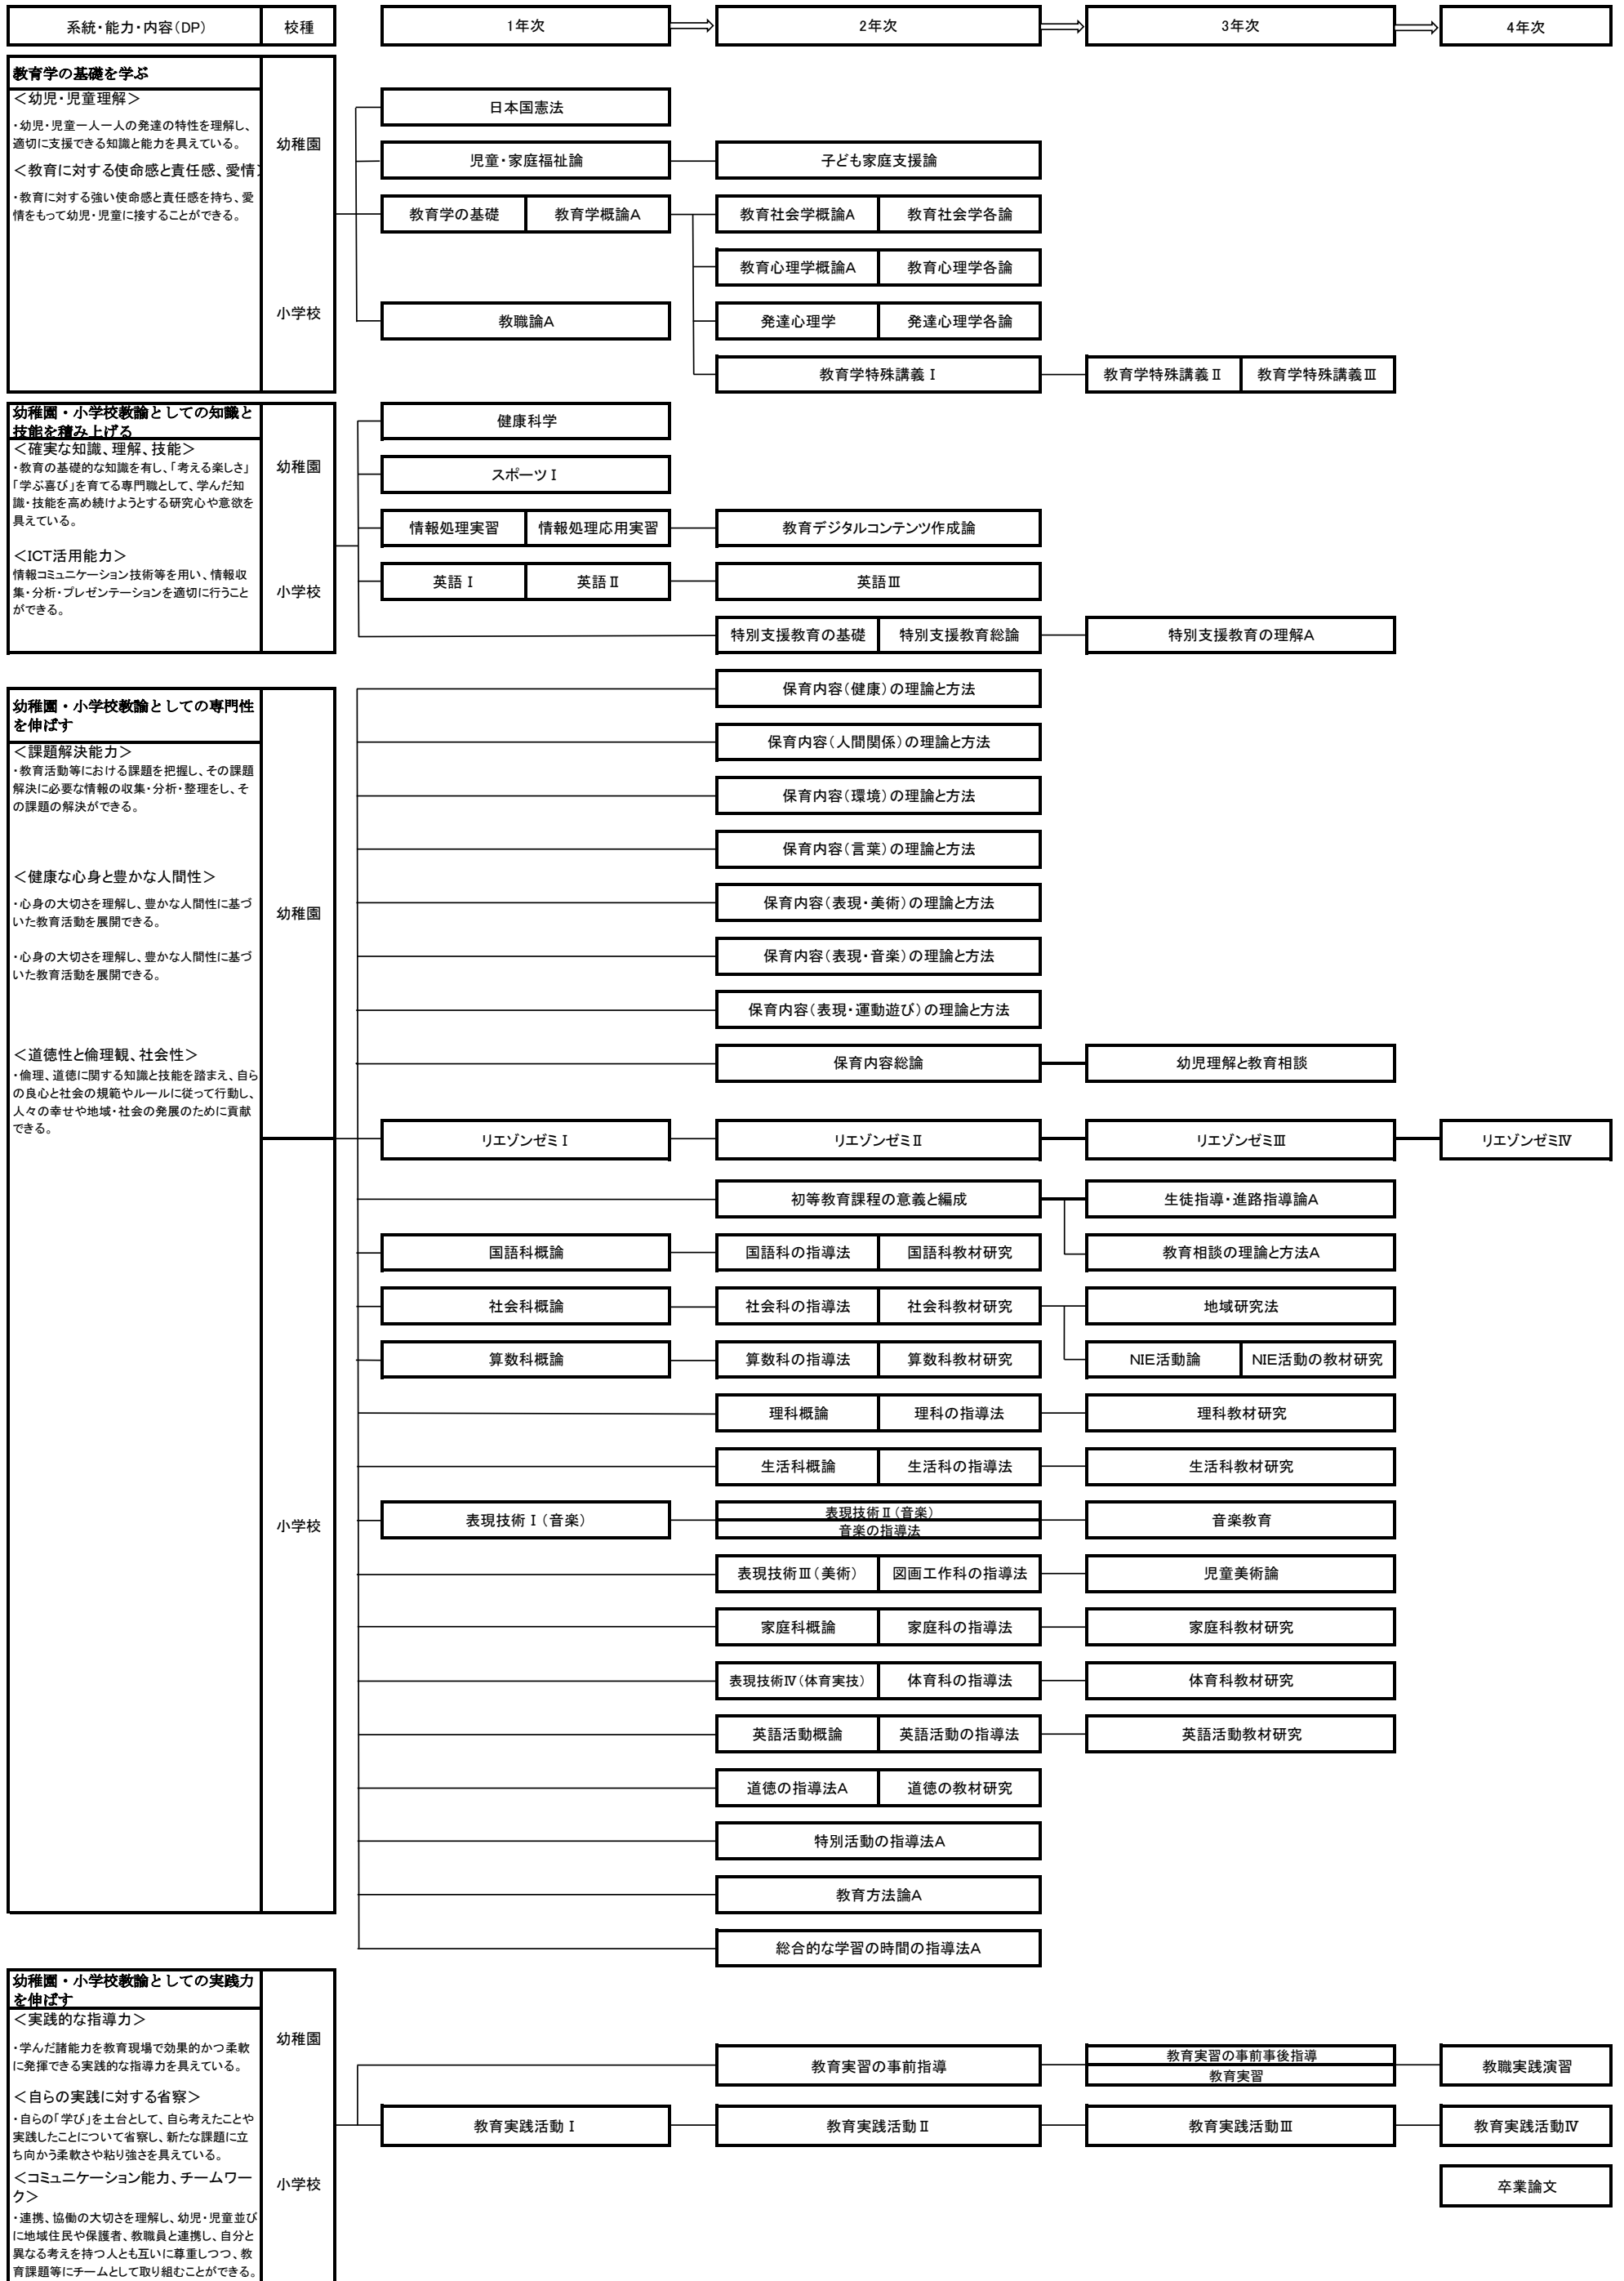 系統・能力・内容（DP）
校種
1年次
2年次
3年次
4年次
教育学の基礎を学ぶ
＜幼児・児童理解＞
・幼児・児童一人一人の発達の特性を理解し、
適切に支援できる知識と能力を具えている。
＜教育に対する使命感と責任感、愛情＞
・教育に対する強い使命感と責任感を持ち、愛
情をもって幼児・児童に接することができる。
幼稚園
小学校
日本国憲法
児童・家庭福祉論
子ども家庭支援論
教育学の基礎
教育学概論A
教育社会学概論A
教育社会学各論
教育心理学概論A
教育心理学各論
教職論A
発達心理学
発達心理学各論
教育学特殊講義Ⅰ
教育学特殊講義Ⅱ
教育学特殊講義Ⅲ
幼稚園・小学校教諭としての知識と
技能を積み上げる
＜確実な知識、理解、技能＞
・教育の基礎的な知識を有し、「考える楽しさ」
「学ぶ喜び」を育てる専門職として、学んだ知
識・技能を高め続けようとする研究心や意欲を
具えている。
＜ICT活用能力＞
情報コミュニケーション技術等を用い、情報収
集・分析・プレゼンテーションを適切に行うこと
ができる。
幼稚園
小学校
健康科学
スポーツⅠ
情報処理実習
情報処理応用実習
教育デジタルコンテンツ作成論
英語Ⅰ
英語Ⅱ
英語Ⅲ
特別支援教育の基礎
特別支援教育総論
特別支援教育の理解A
幼稚園・小学校教諭としての専門性
を伸ばす
＜課題解決能力＞
・教育活動等における課題を把握し、その課題
解決に必要な情報の収集・分析・整理をし、そ
の課題の解決ができる。
＜健康な心身と豊かな人間性＞
・心身の大切さを理解し、豊かな人間性に基づ
いた教育活動を展開できる。
・心身の大切さを理解し、豊かな人間性に基づ
いた教育活動を展開できる。
＜道徳性と倫理観、社会性＞
・倫理、道徳に関する知識と技能を踏まえ、自ら
の良心と社会の規範やルールに従って行動し、
人々の幸せや地域・社会の発展のために貢献
できる。
幼稚園
小学校
保育内容（健康）の理論と方法
保育内容（人間関係）の理論と方法
保育内容（環境）の理論と方法
保育内容（言葉）の理論と方法
保育内容（表現・美術）の理論と方法
保育内容（表現・音楽）の理論と方法
保育内容（表現・運動遊び）の理論と方法
保育内容総論
幼児理解と教育相談
リエゾンゼミⅠ
リエゾンゼミⅡ
リエゾンゼミⅢ
リエゾンゼミⅣ
初等教育課程の意義と編成
生徒指導・進路指導論A
国語科概論
国語科の指導法
国語科教材研究
教育相談の理論と方法A
社会科概論
社会科の指導法
社会科教材研究
地域研究法
算数科概論
算数科の指導法
算数科教材研究
NIE活動論
NIE活動の教材研究
理科概論
理科の指導法
理科教材研究
生活科概論
生活科の指導法
生活科教材研究
表現技術Ⅰ（音楽）
表現技術Ⅱ（音楽）
音楽の指導法
音楽教育
表現技術Ⅲ（美術）
図画工作科の指導法
児童美術論
家庭科概論
家庭科の指導法
家庭科教材研究
表現技術Ⅳ（体育実技）
体育科の指導法
体育科教材研究
英語活動概論
英語活動の指導法
英語活動教材研究
道徳の指導法A
道徳の教材研究
特別活動の指導法A
教育方法論A
総合的な学習の時間の指導法A
幼稚園・小学校教諭としての実践力
を伸ばす
＜実践的な指導力＞
・学んだ諸能力を教育現場で効果的かつ柔軟
に発揮できる実践的な指導力を具えている。
＜自らの実践に対する省察＞
・自らの「学び」を土台として、自ら考えたことや
実践したことについて省察し、新たな課題に立
ち向かう柔軟さや粘り強さを具えている。
＜コミュニケーション能力、チームワー
ク＞
・連携、協働の大切さを理解し、幼児・児童並び
に地域住民や保護者、教職員と連携し、自分と
異なる考えを持つ人とも互いに尊重しつつ、教
育課題等にチームとして取り組むことができる。
幼稚園
小学校
教育実習の事前指導
教育実習の事前事後指導
教育実習
教職実践演習
教育実践活動Ⅰ
教育実践活動Ⅱ
教育実践活動Ⅲ
教育実践活動Ⅳ
卒業論文